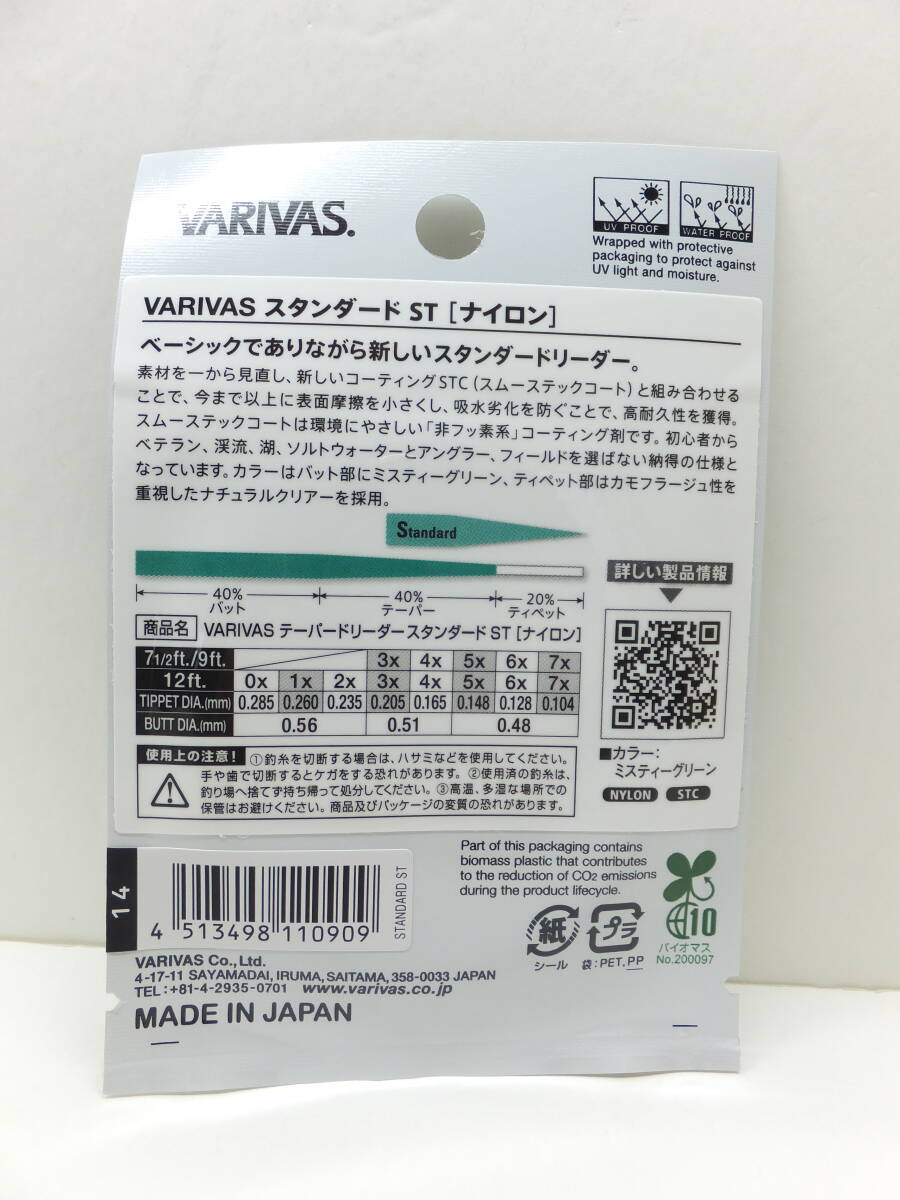 VARIVAS.
UV PROOF
WATER PROOF
Wrapped with protective
packaging to protect against
UV light and moisture.
VARIVAS スタンダード ST [ナイロン]
ベーシックでありながら新しいスタンダードリーダー。
素材を一から見直し、新しいコーティングSTC(スムーステックコート)と組み合わせる
ことで、今まで以上に表面摩擦を小さくし、吸水劣化を防ぐことで、高耐久性を獲得。
スムーステックコートは環境にやさしい「非フッ素系」コーティング剤です。初心者から
ベテラン、渓流、湖、ソルトウォーターとアングラー、フィールドを選ばない納得の仕様と
なっています。カラーはバット部にミスティーグリーン、ティペット部はカモフラージュ性を
重視したナチュラルクリアーを採用。
Standard
40% 40% 20%
バット テーパー ティペット
詳しい製品情報
商品名 VARIVAS テーパードリーダー スタンダード ST [ナイロン]
7 1/2ft./9ft. 3x 4x 5x 6x 7x
12ft. 0x 1x 2x 3x 4x 5x 6x 7x
TIPPET DIA.(mm) 0.285 0.260 0.235 0.205 0.165 0.148 0.128 0.104
BUTT DIA.(mm) 0.56 0.51 0.48
使用上の注意! ①釣糸を切断する場合は、ハサミなどを使用してください。
手や歯で切断するとケガをする恐れがあります。②使用済の釣糸は、
釣り場へ捨てず持ち帰って処分してください。③高温、多湿な場所での
保管はお避けください。商品及びパッケージの変質の恐れがあります。
■カラー:
ミスティーグリーン
NYLON STC
14
4 513498 110909
STANDARD ST
Part of this packaging contains
biomass plastic that contributes
to the reduction of CO2 emissions
during the product lifecycle.
紙
シール
プラ
袋:PET,PP
10
バイオマス
No.200097
VARIVAS Co.,Ltd.
4-17-11 SAYAMADAI, IRUMA, SAITAMA, 358-0033 JAPAN
TEL:+81-4-2935-0701 www.varivas.co.jp
MADE IN JAPAN